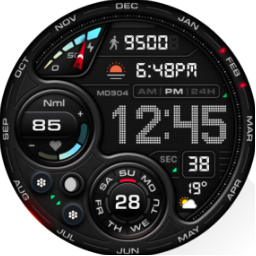 DEC
NOV
JAN
OCT
FEB
SEP
MAR
AUG
APR
JUL
MAY
JUN
9500
0
6:48PM
MD304
AM PM 24H
12:45
Nml
85
- +
SEC 38
19°
SA SU MO
TU WE TH FR
28